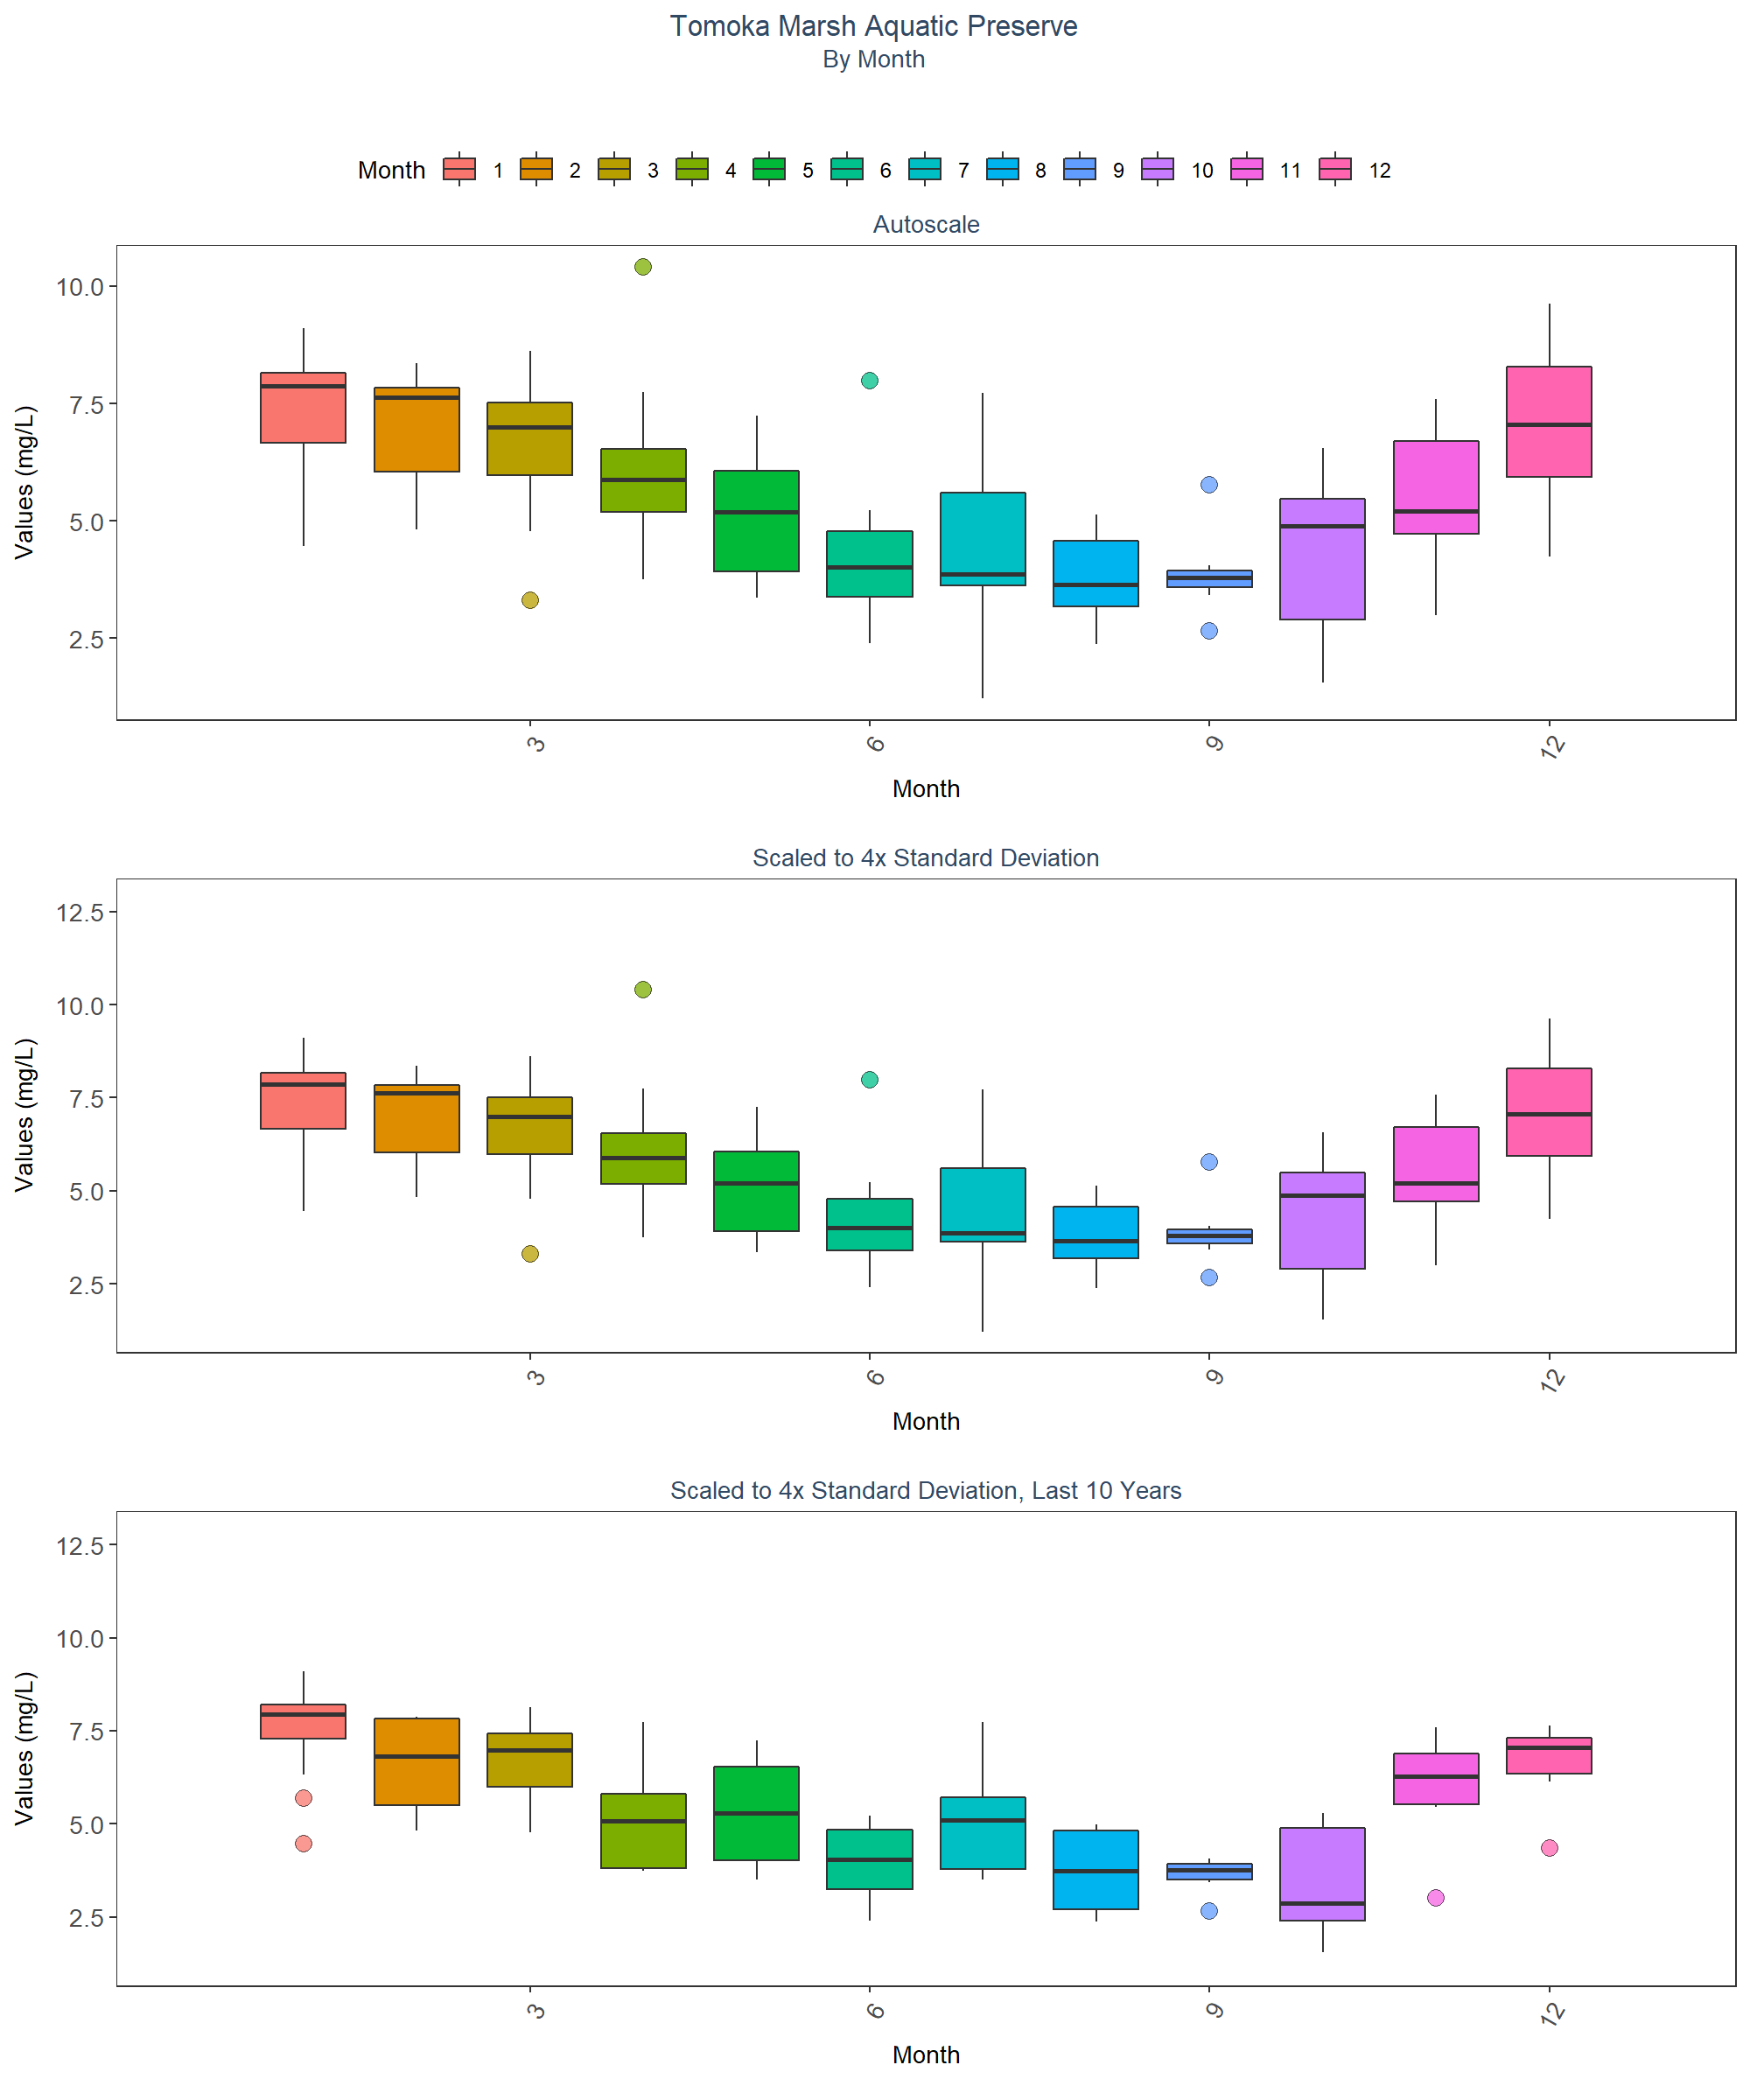 Tomoka Marsh Aquatic Preserve
By Month
Month 1 2 3 4 5 6 7 8 9 10 11 12
Autoscale
Values (mg/L)
10.0
7.5
5.0
2.5
3 6 9 12
Month
Scaled to 4x Standard Deviation
Values (mg/L)
12.5
10.0
7.5
5.0
2.5
3 6 9 12
Month
Scaled to 4x Standard Deviation, Last 10 Years
Values (mg/L)
12.5
10.0
7.5
5.0
2.5
3 6 9 12
Month